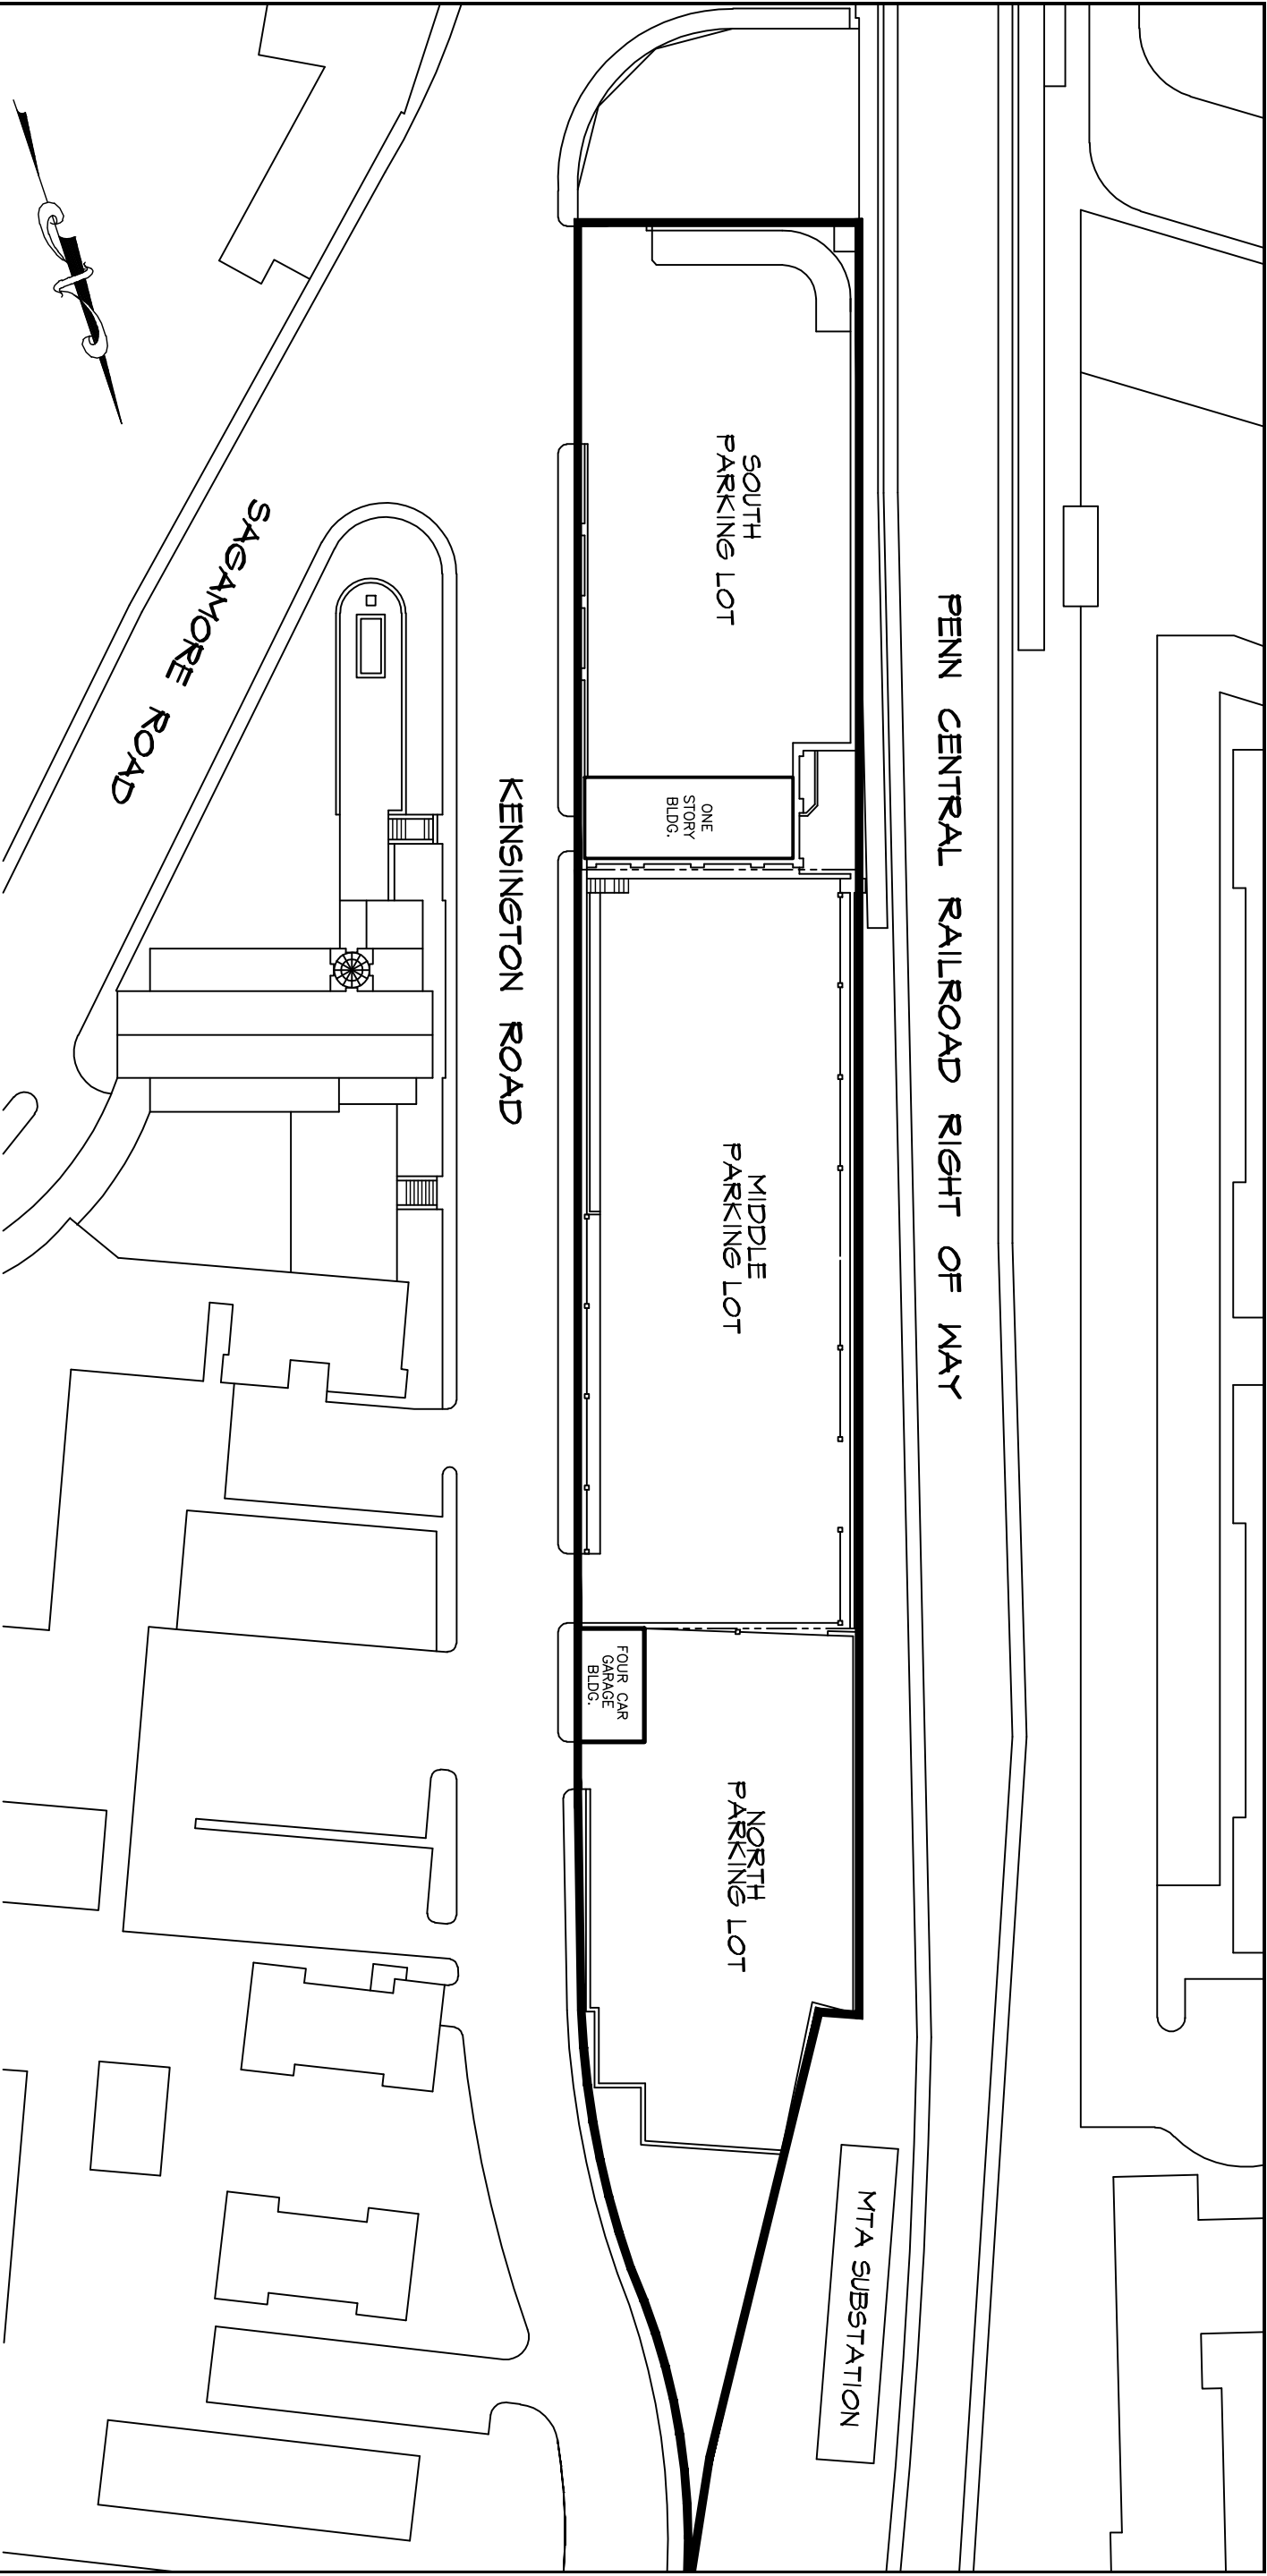 PENN CENTRAL RAILROAD RIGHT OF WAY
SOUTH
PARKING LOT
ONE
STORY
BLDG.
MIDDLE
PARKING LOT
FOUR CAR
GARAGE
BLDG.
NORTH
PARKING LOT
MTA SUBSTATION
KENSINGTON ROAD
SAGAMORE ROAD